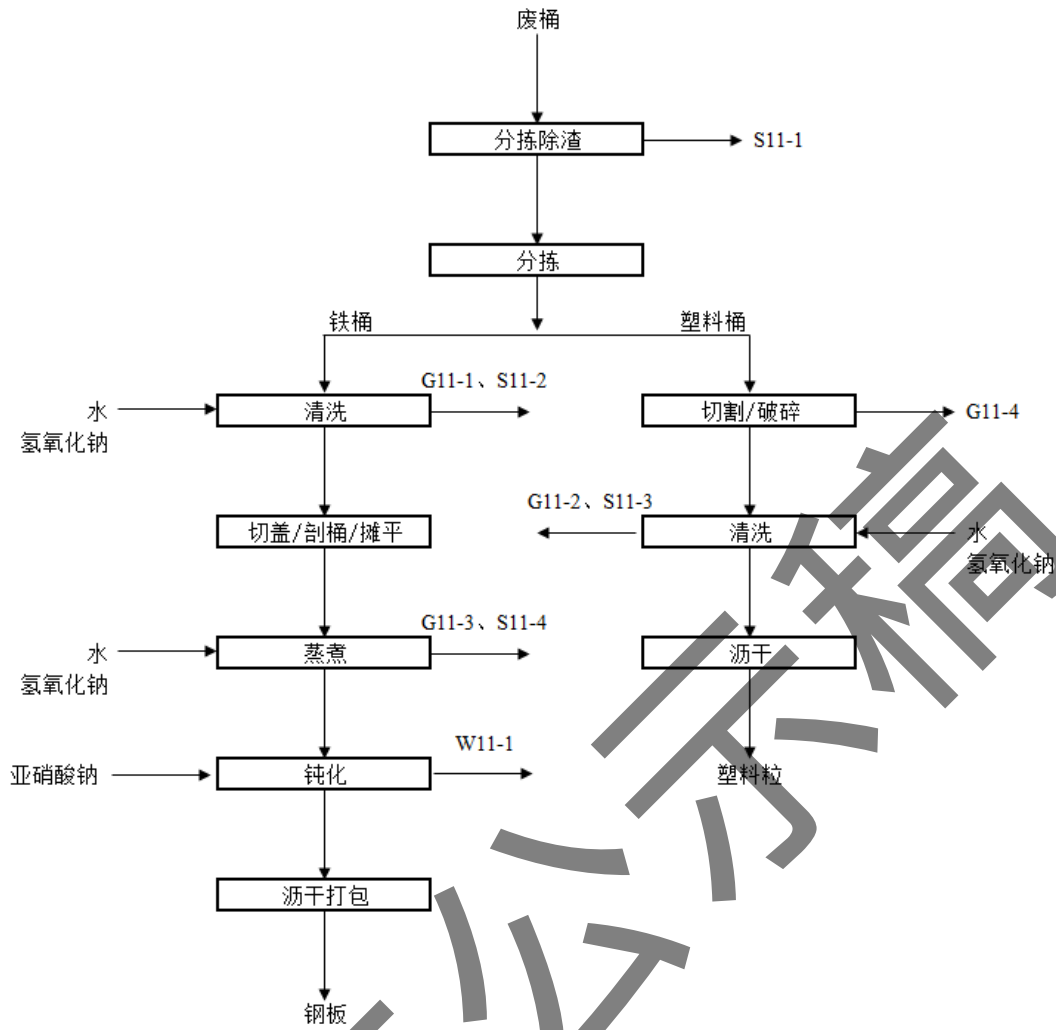 废桶
分拣除渣
S11-1
分拣
铁桶
塑料桶
G11-1、S11-2
水
氢氧化钠
清洗
切割/破碎
G11-4
G11-2、S11-3
切盖/剖桶/摊平
清洗
水
氢氧化钠
G11-3、S11-4
水
氢氧化钠
蒸煮
沥干
W11-1
亚硝酸钠
钝化
塑料粒
沥干打包
钢板
公示稿